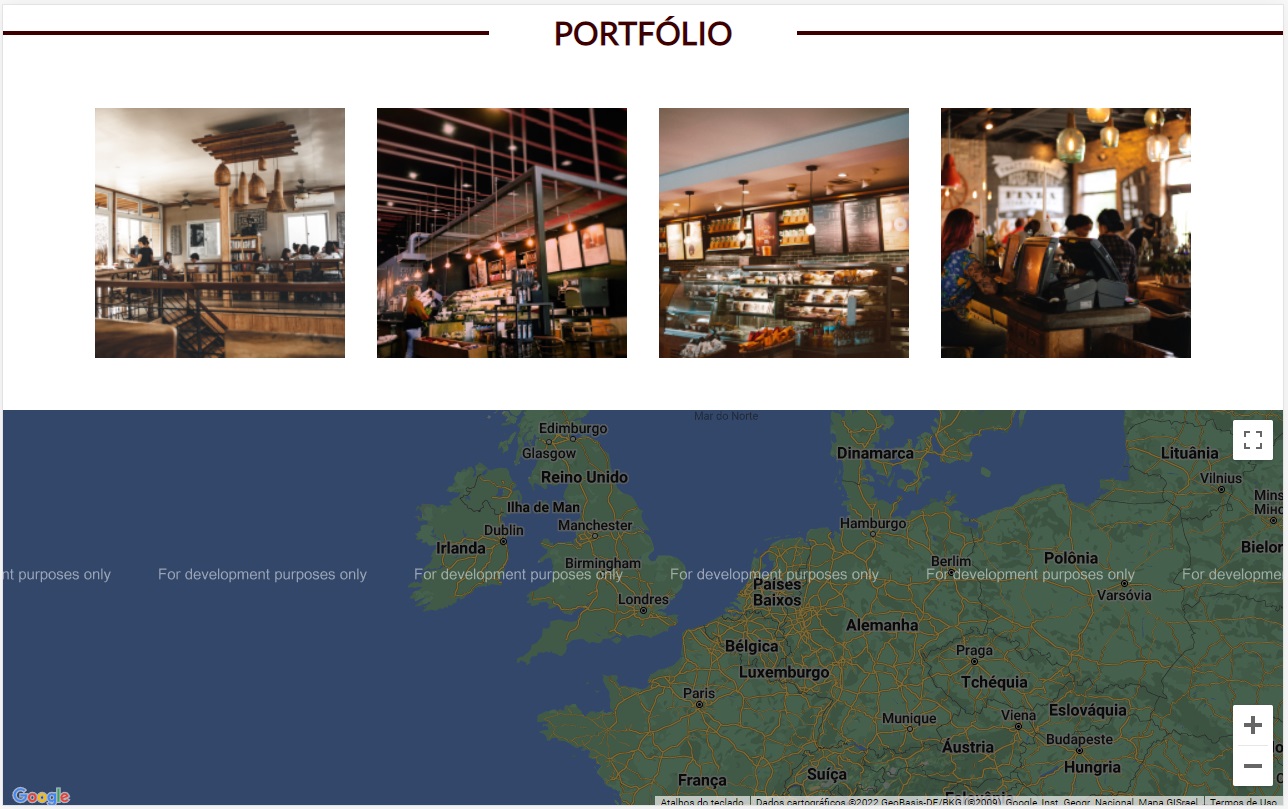 PORTFÓLIO
Mar do Norte
Edimburgo
Glasgow
Reino Unido
Dinamarca
Lituânia
Vilnius
Ilha de Man
Dublin
Manchester
Hamburgo
Irlanda
Birmingham
Berlim
Polônia
nt purposes only
For development purposes only
For development purposes only
For development purposes only
For development purposes only
For developme
Países
Baixos
Londres
Varsóvia
Alemanha
Bélgica
Luxemburgo
Praga
Tchéquia
Paris
Munique
Viena
Eslováquia
Áustria
Budapeste
Hungria
França
Suíça
Google
Atalhos do teclado
Dados cartográficos ©2022 GeoBasis-DE/BKG (©2009), Google, Inst. Geogr. Nacional, Mapa GISrael
Termos de Uso